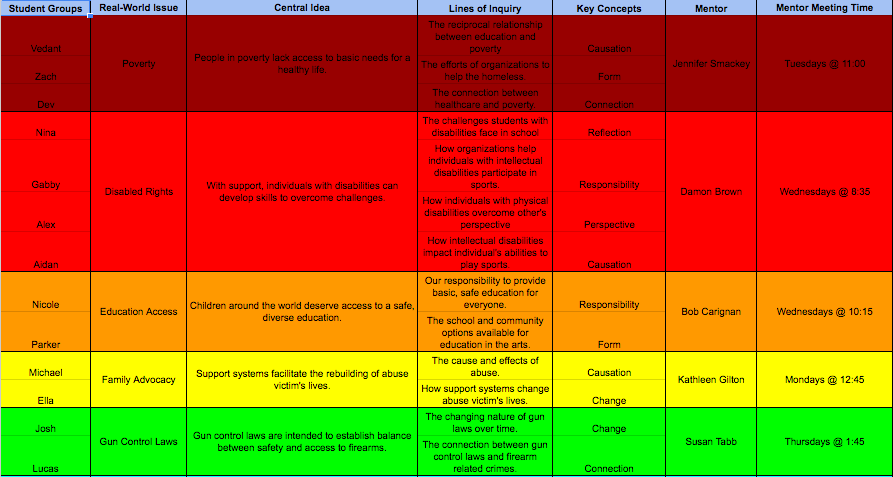 Student Groups Real-World Issue Central Idea Lines of Inquiry Key Concepts Mentor Mentor Meeting Time
The reciprocal relationship
between education and
Vedant poverty. Causation
People in poverty lack access to basic needs for a
healthy life.
Poverty Jennifer Smackey Tuesdays @ 11:00
The efforts of organizations to
Zach help the homeless. Form
The connection between
Dav healthcare and poverty. Connection
The challenges students with
Nina disabilities face in school Reflection
How organizations help
individuals with intellectual
disabilities participate in
Gabby sports. Responsibility
With support, individuals with disabilities can
develop skills to overcome challenges.
Disabled Rights Damon Brown Wednesdays @ 8:35
How individuals with physical
disabilities overcome other's
Alex perspective Perspective
How intellectual disabilities
impact individual's abilities to
Aidan play sports. Causation
Our responsibility to provide
basic, safe education for
Nicole everyone. Responsibility
Children around the world deserve access to a safe,
diverse education.
Education Access Bob Carignan Wednesdays @ 10:15
The school and community
options available for
Parker education in the arts. Form
The cause and effects of
Michael abuse. Causation
Support systems facilitate the rebuilding of abuse
victim's lives.
Family Advocacy Kathleen Gilton Mondays @ 12:45
How support systems change
Ella abuse victim's lives. Change
The changing nature of gun
Josh laws over time. Change
Gun control laws are intended to establish balance
between safety and access to firearms.
Gun Control Laws Susan Tabb Thursdays @ 1:45
The connection between gun
control laws and firearm
Lucas related crimes. Connection